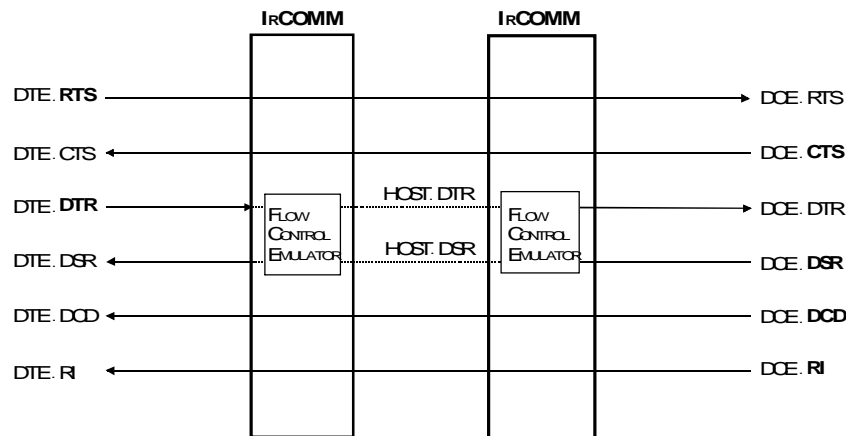 IRCOMM IRCOMM
DTE. RTS DCE. RTS
DTE. CTS DCE. CTS
DTE. DTR HOST. DTR DCE. DTR
FLOW CONTROL EMULATOR
FLOW CONTROL EMULATOR
DTE. DSR HOST. DSR DCE. DSR
DTE. DCD DCE. DCD
DTE. RI DCE. RI